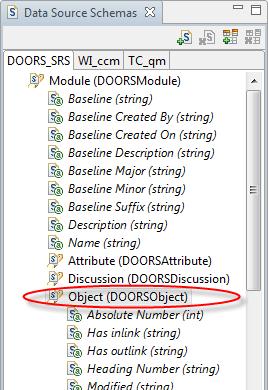 Data Source Schemas
DOORS_SRS WI_ccm TC_qm
Module (DOORSModule)
Baseline (string)
Baseline Created By (string)
Baseline Created On (string)
Baseline Description (string)
Baseline Major (string)
Baseline Minor (string)
Baseline Suffix (string)
Description (string)
Name (string)
Attribute (DOORSAttribute)
Discussion (DOORSDiscussion)
Object (DOORSObject)
Absolute Number (int)
Has inlink (string)
Has outlink (string)
Heading Number (string)
Modified (string)